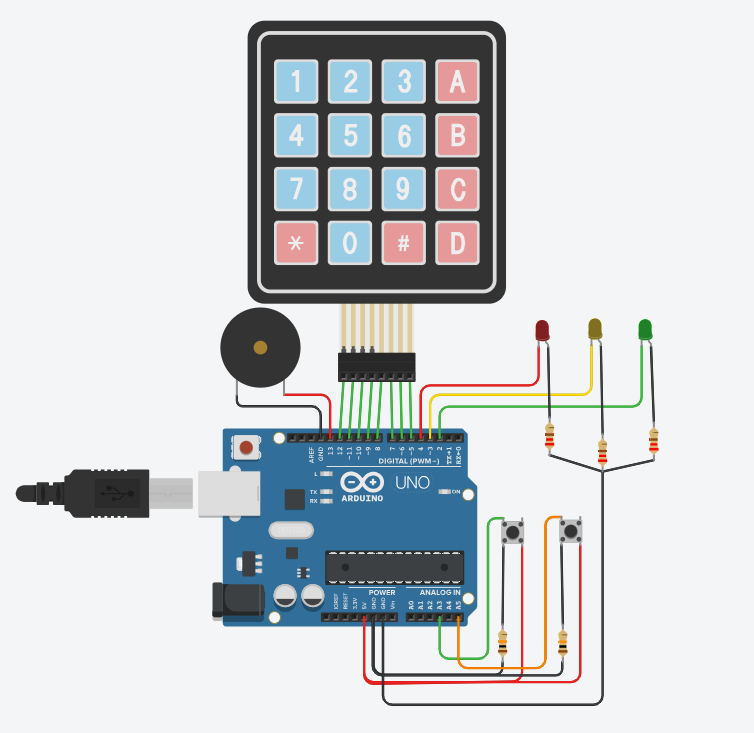 1 2 3 A
4 5 6 B
7 8 9 C
* 0 # D
AREF
GND
13
12
~11
~10
~9
8
7
~6
~5
4
~3
2
TX→1
RX←0
DIGITAL (PWM~)
L
TX
RX
ARDUINO
UNO
ON
POWER
ANALOG IN
IOREF
RESET
3.3V
5V
GND
GND
Vin
A0
A1
A2
A3
A4
A5